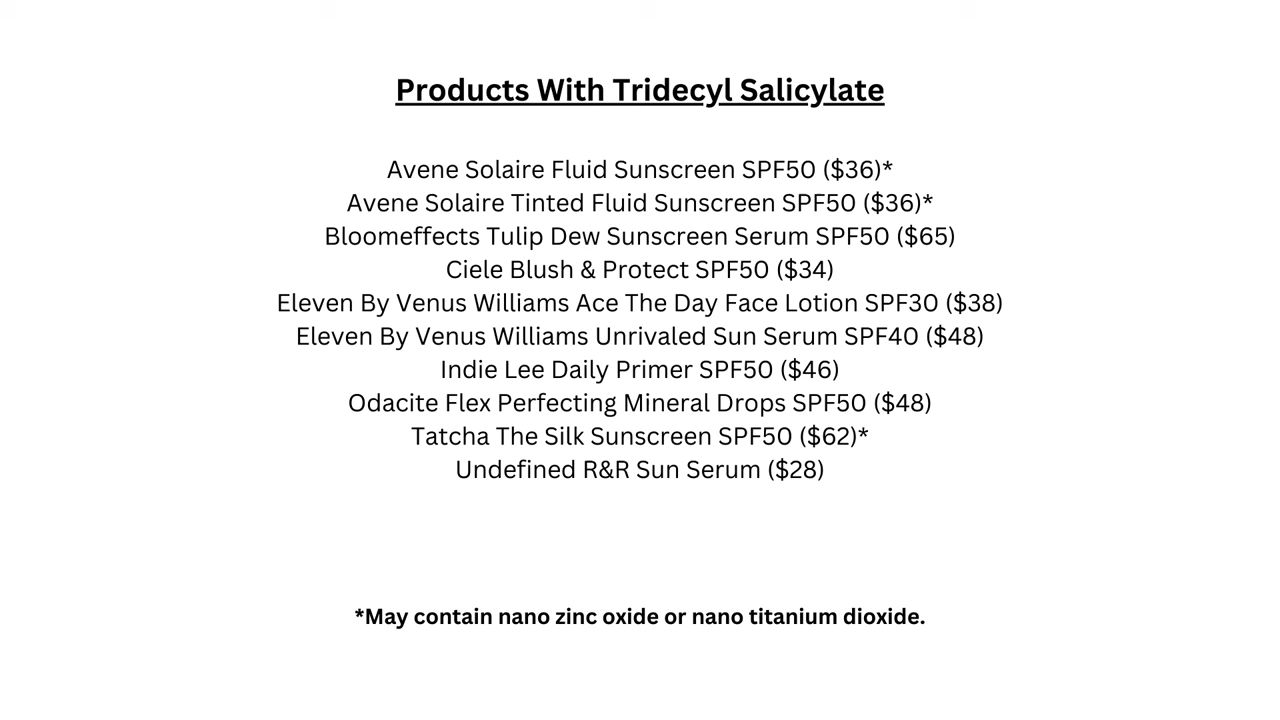 Products With Tridecyl Salicylate
Avene Solaire Fluid Sunscreen SPF50 ($36)*
Avene Solaire Tinted Fluid Sunscreen SPF50 ($36)*
Bloomeffects Tulip Dew Sunscreen Serum SPF50 ($65)
Ciele Blush & Protect SPF50 ($34)
Eleven By Venus Williams Ace The Day Face Lotion SPF30 ($38)
Eleven By Venus Williams Unrivaled Sun Serum SPF40 ($48)
Indie Lee Daily Primer SPF50 ($46)
Odacite Flex Perfecting Mineral Drops SPF50 ($48)
Tatcha The Silk Sunscreen SPF50 ($62)*
Undefined R&R Sun Serum ($28)
*May contain nano zinc oxide or nano titanium dioxide.